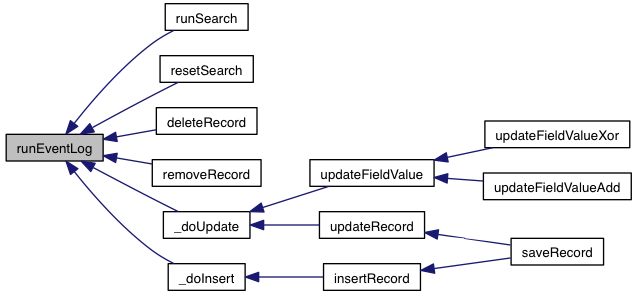 runSearch
resetSearch
deleteRecord
runEventLog
removeRecord
updateFieldValue
updateFieldValueXor
updateFieldValueAdd
_doUpdate
updateRecord
saveRecord
_doInsert
insertRecord